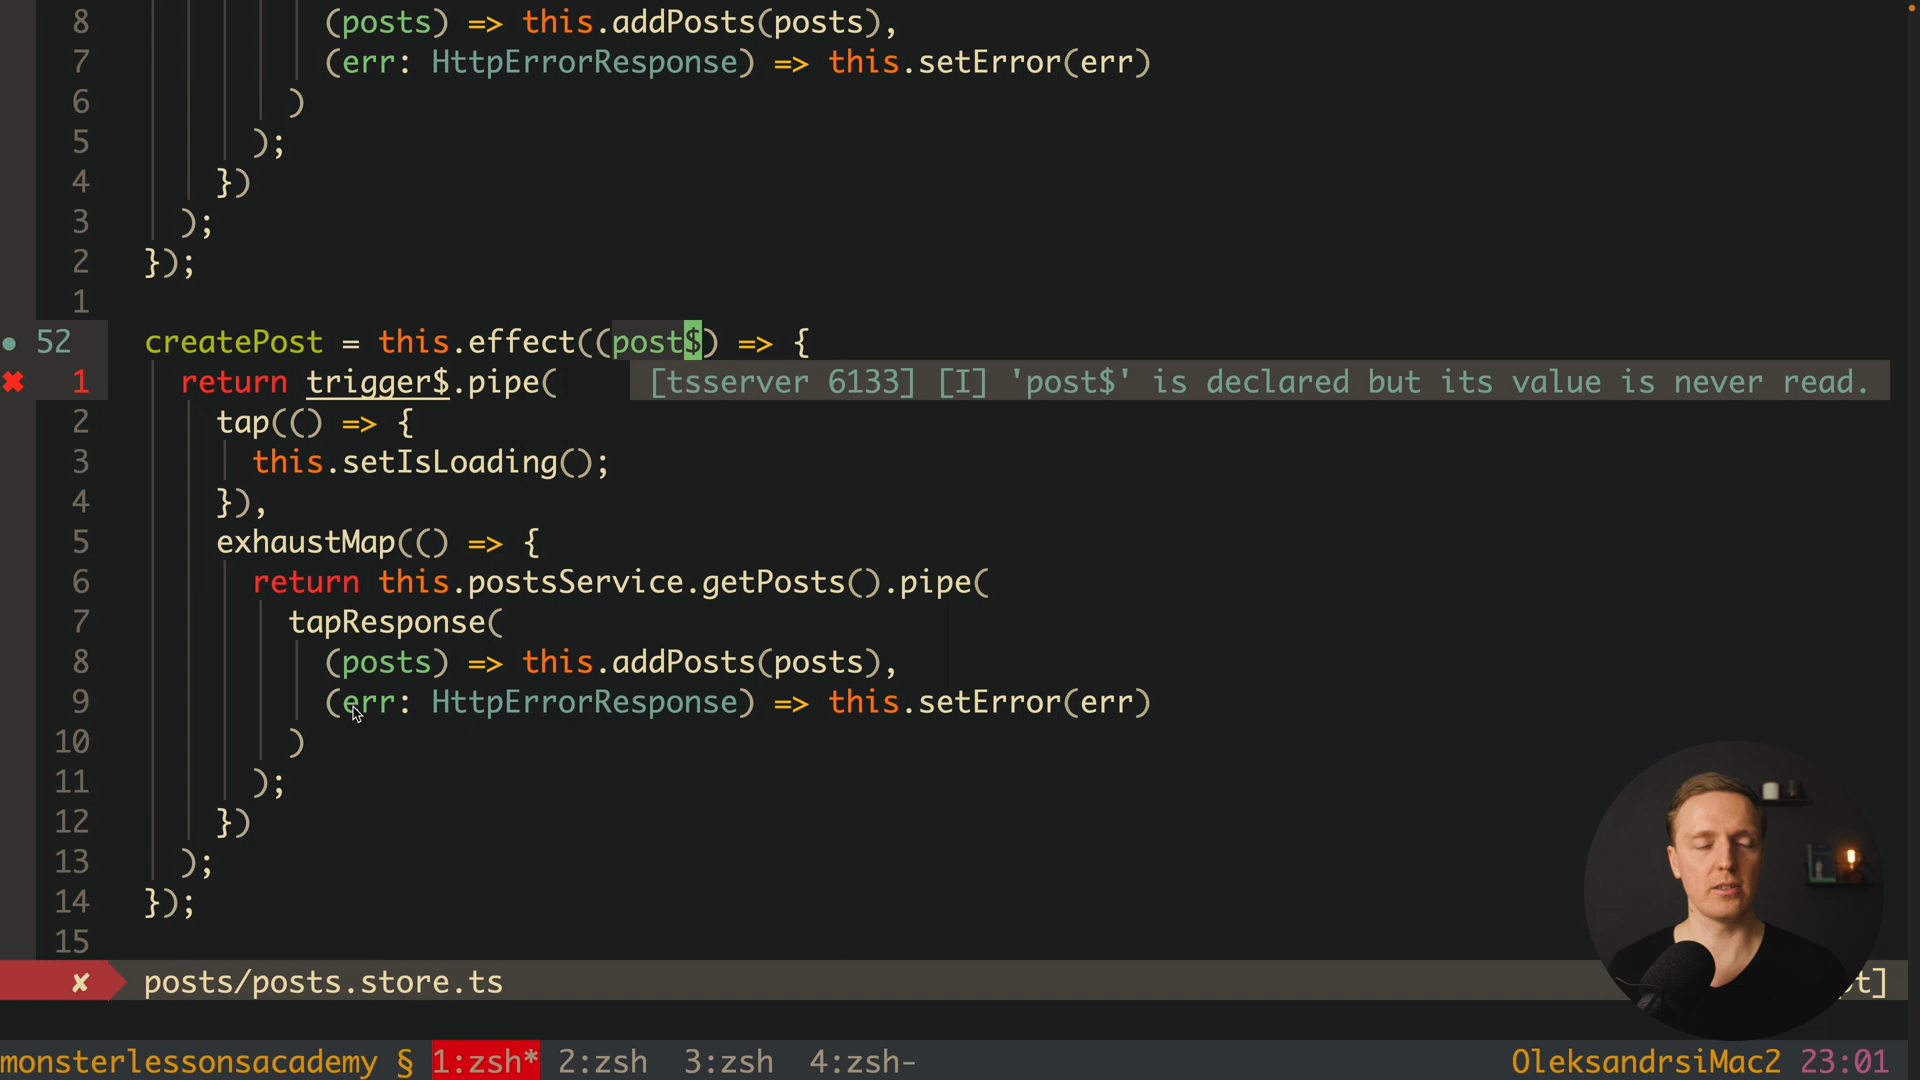 8 (posts) => this.addPosts(posts),
7 (err: HttpErrorResponse) => this.setError(err)
6 )
5 );
4 })
3 );
2 });
1
● 52 createPost = this.effect((post$) => {
✖ 1 return trigger$.pipe( [tsserver 6133] [I] 'post$' is declared but its value is never read.
2 tap(() => {
3 this.setIsLoading();
4 }),
5 exhaustMap(() => {
6 return this.postsService.getPosts().pipe(
7 tapResponse(
8 (posts) => this.addPosts(posts),
9 (err: HttpErrorResponse) => this.setError(err)
10 )
11 );
12 })
13 );
14 });
15
✘ posts/posts.store.ts t]
monsterlessonsacademy § 1:zsh* 2:zsh 3:zsh 4:zsh- OleksandrsiMac2 23:01